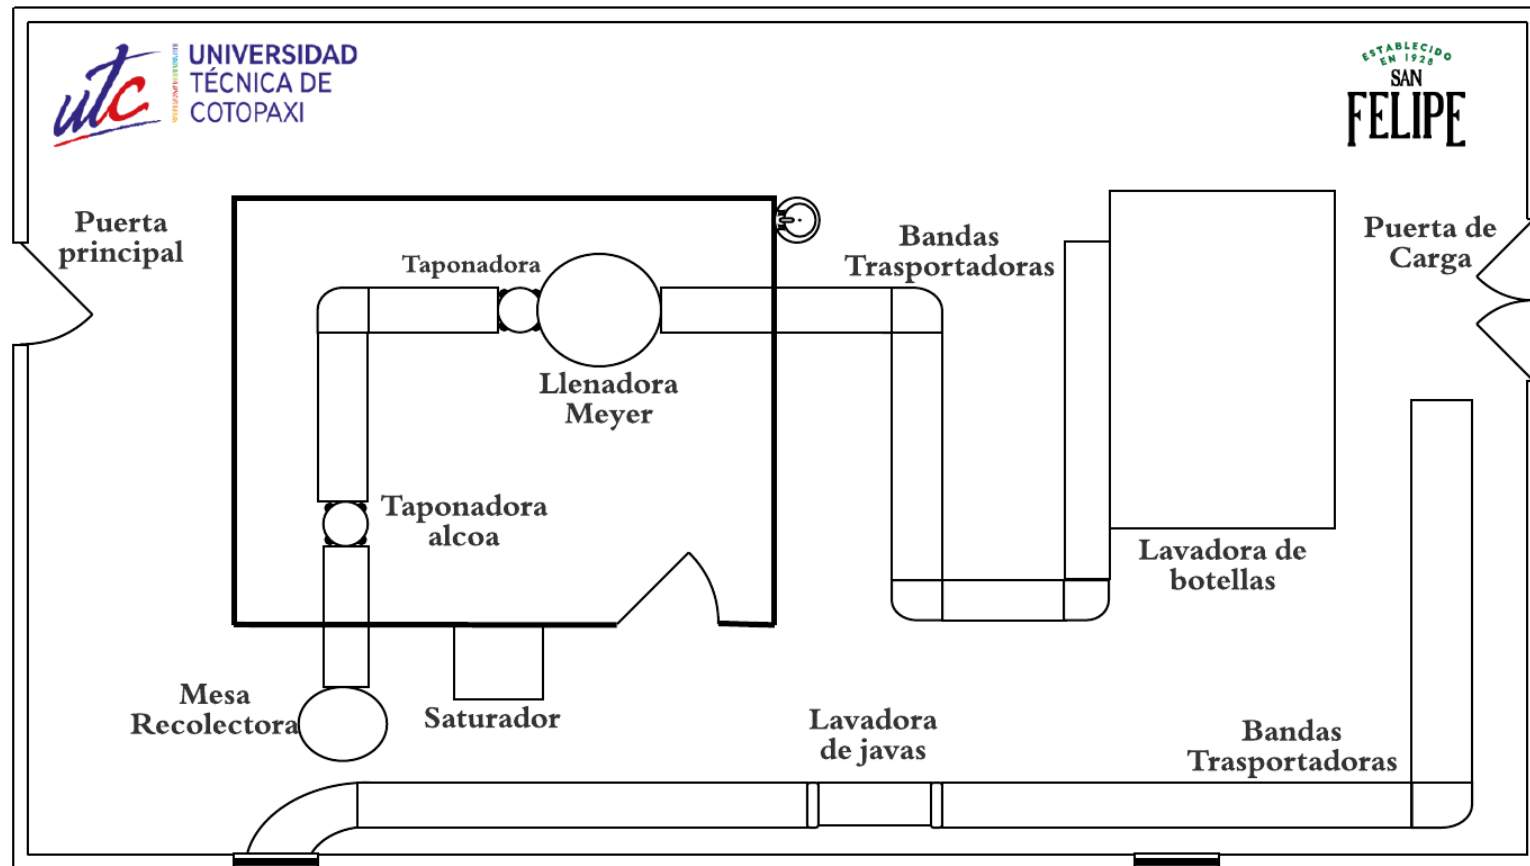 utc
UNIVERSIDAD
TÉCNICA DE
COTOPAXI
ESTABLECIDO
EN 1928
SAN
FELIPE
Puerta
principal
Taponadora
Bandas
Trasportadoras
Puerta de
Carga
Llenadora
Meyer
Taponadora
alcoa
Lavadora de
botellas
Mesa
Recolectora
Saturador
Lavadora
de javas
Bandas
Trasportadoras